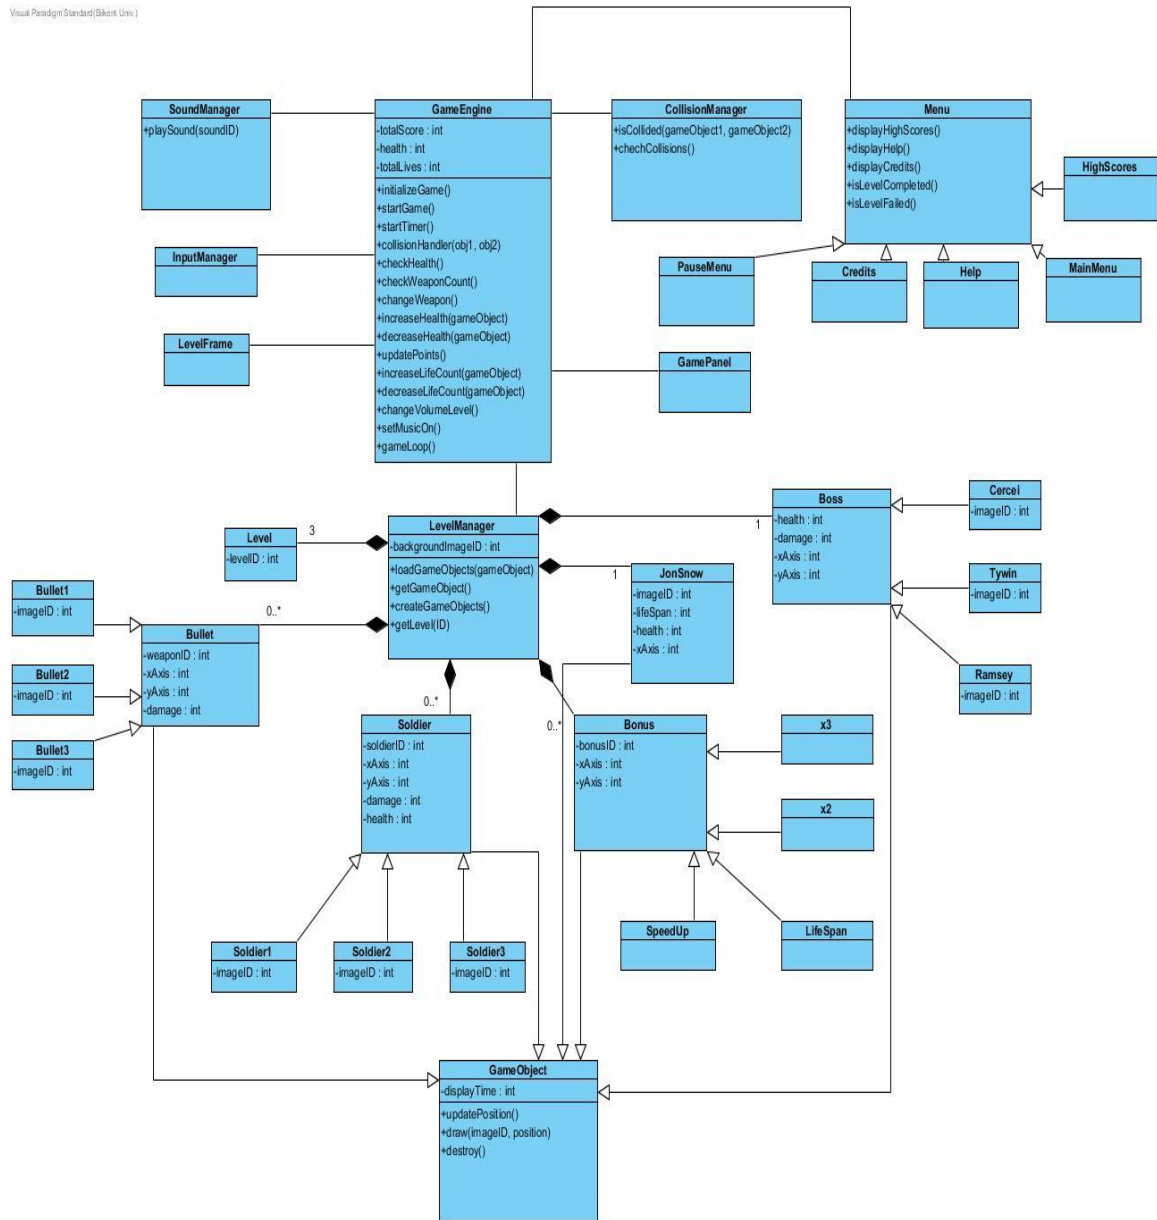 Visual Paradigm Standard(Bilkent Univ.)
SoundManager
+playSound(soundID)
GameEngine
-totalScore : int
-health : int
-totalLives : int
+initializeGame()
+startGame()
+startTimer()
+collisionHandler(obj1, obj2)
+checkHealth()
+checkWeaponCount()
+changeWeapon()
+increaseHealth(gameObject)
+decreaseHealth(gameObject)
+updatePoints()
+increaseLifeCount(gameObject)
+decreaseLifeCount(gameObject)
+changeVolumeLevel()
+setMusicOn()
+gameLoop()
CollisionManager
+isCollided(gameObject1, gameObject2)
+chechCollisions()
Menu
+displayHighScores()
+displayHelp()
+displayCredits()
+isLevelCompleted()
+isLevelFailed()
HighScores
InputManager
PauseMenu
Credits
Help
MainMenu
LevelFrame
GamePanel
LevelManager
-backgroundImageID : int
+loadGameObjects(gameObject)
+getGameObject()
+createGameObjects()
+getLevel(ID)
Level
-levelID : int
3
Boss
-health : int
-damage : int
-xAxis : int
-yAxis : int
1
Cercei
-imageID : int
Tywin
-imageID : int
Ramsey
-imageID : int
JonSnow
-imageID : int
-lifeSpan : int
-health : int
-xAxis : int
1
Bullet1
-imageID : int
Bullet2
-imageID : int
Bullet3
-imageID : int
Bullet
-weaponID : int
-xAxis : int
-yAxis : int
-damage : int
0..*
Soldier
-soldierID : int
-xAxis : int
-yAxis : int
-damage : int
-health : int
0..*
Bonus
-bonusID : int
-xAxis : int
-yAxis : int
0..*
x3
x2
SpeedUp
LifeSpan
Soldier1
-imageID : int
Soldier2
-imageID : int
Soldier3
-imageID : int
GameObject
-displayTime : int
+updatePosition()
+draw(imageID, position)
+destroy()